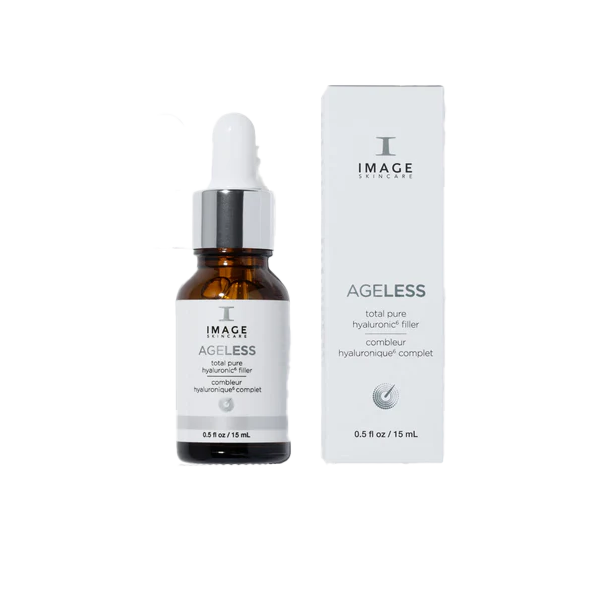 IMAGE
SKINCARE
AGELESS
total pure
hyaluronic⁶ filler
combleur
hyaluronique⁶ complet
0.5 fl oz / 15 mL
IMAGE
SKINCARE
AGELESS
total pure
hyaluronic⁶ filler
combleur
hyaluronique⁶ complet
0.5 fl oz / 15 mL